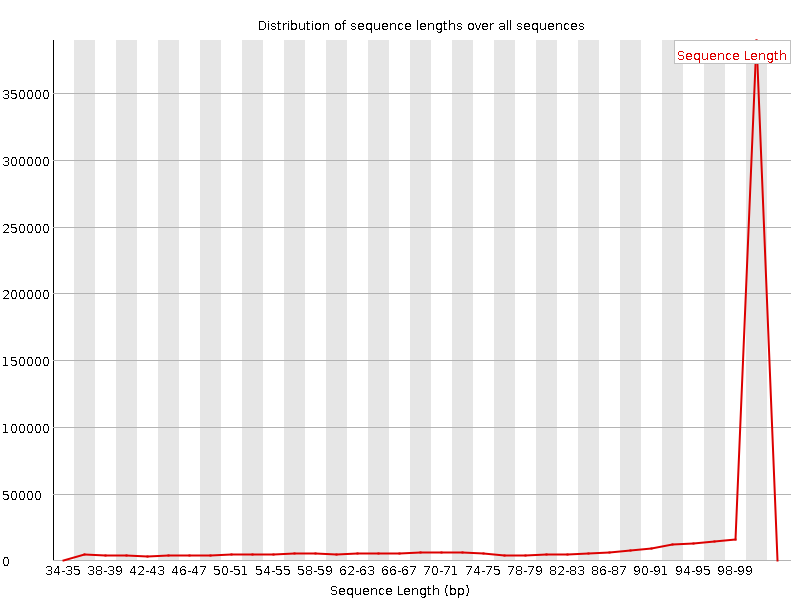 Distribution of sequence lengths over all sequences
Sequence Length
350000
300000
250000
200000
150000
100000
50000
0
34-35 38-39 42-43 46-47 50-51 54-55 58-59 62-63 66-67 70-71 74-75 78-79 82-83 86-87 90-91 94-95 98-99
Sequence Length (bp)